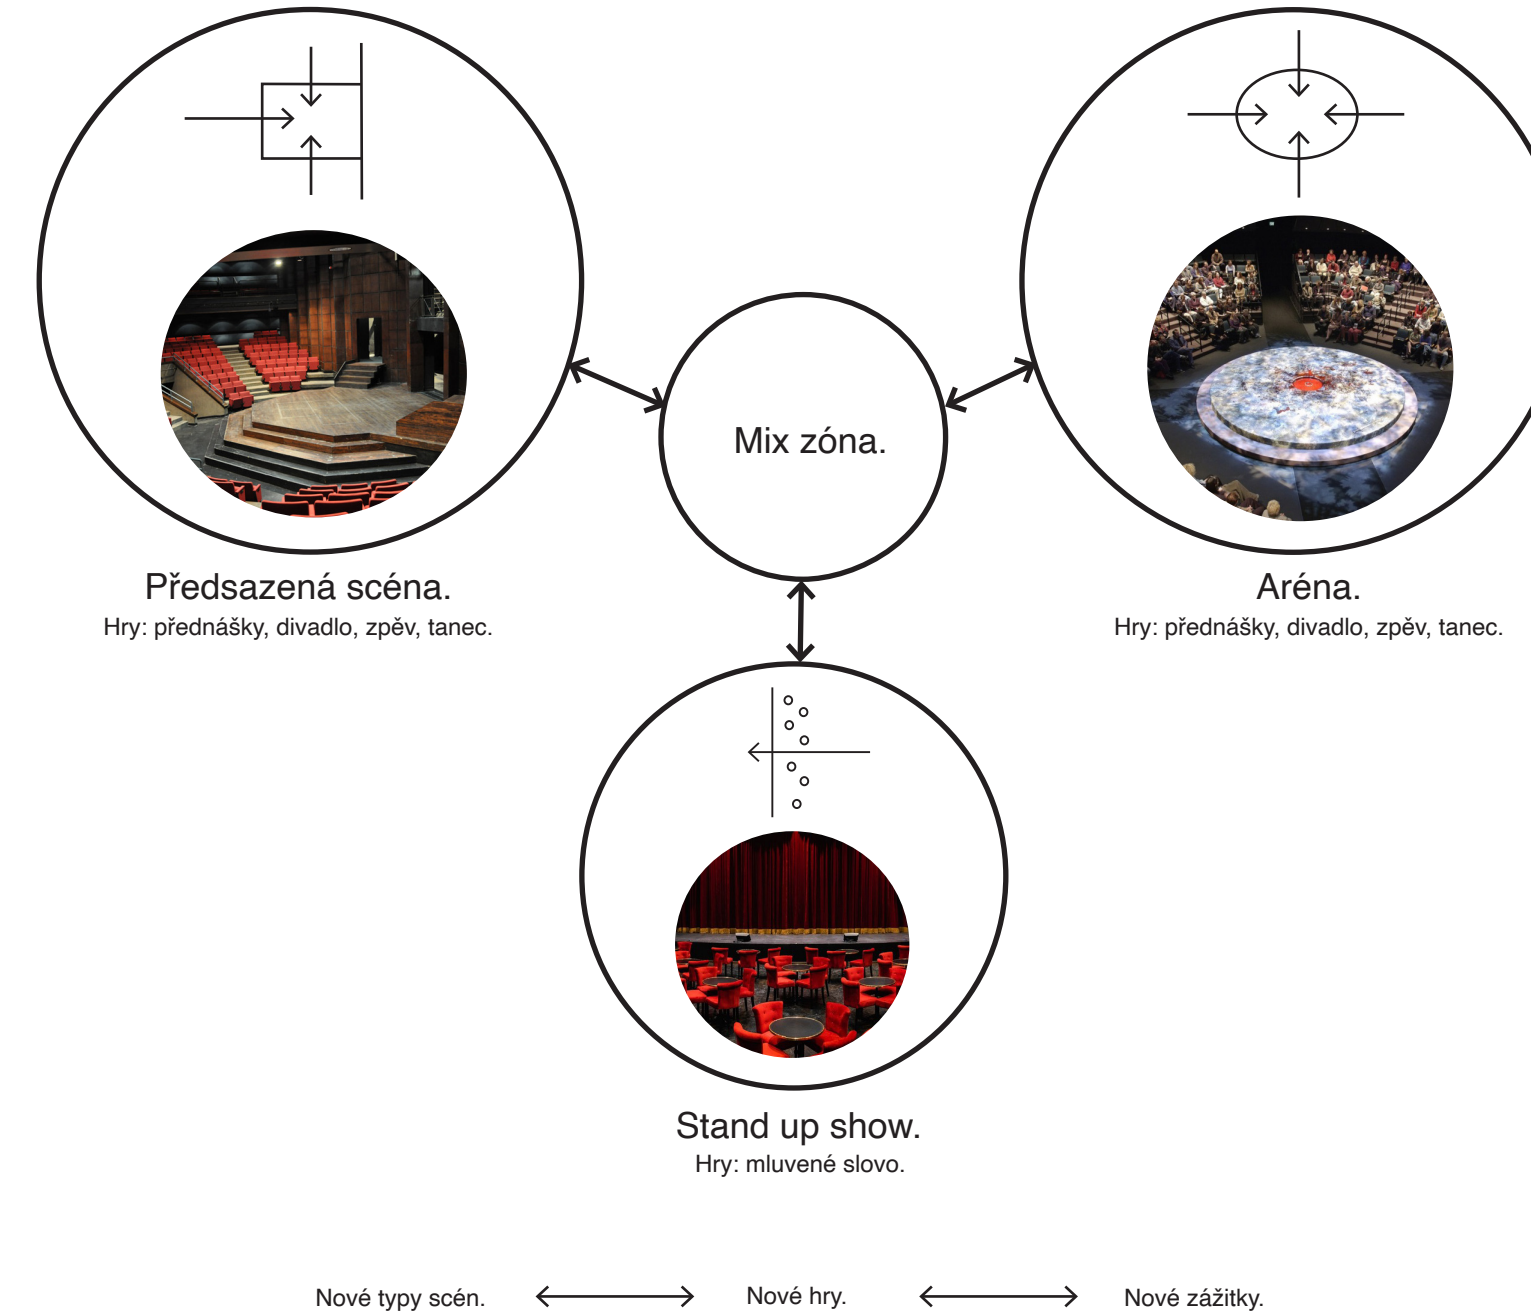 Mix zóna.
Předsazená scéna.
Hry: přednášky, divadlo, zpěv, tanec.
Aréna.
Hry: přednášky, divadlo, zpěv, tanec.
Stand up show.
Hry: mluvené slovo.
Nové typy scén.
Nové hry.
Nové zážitky.